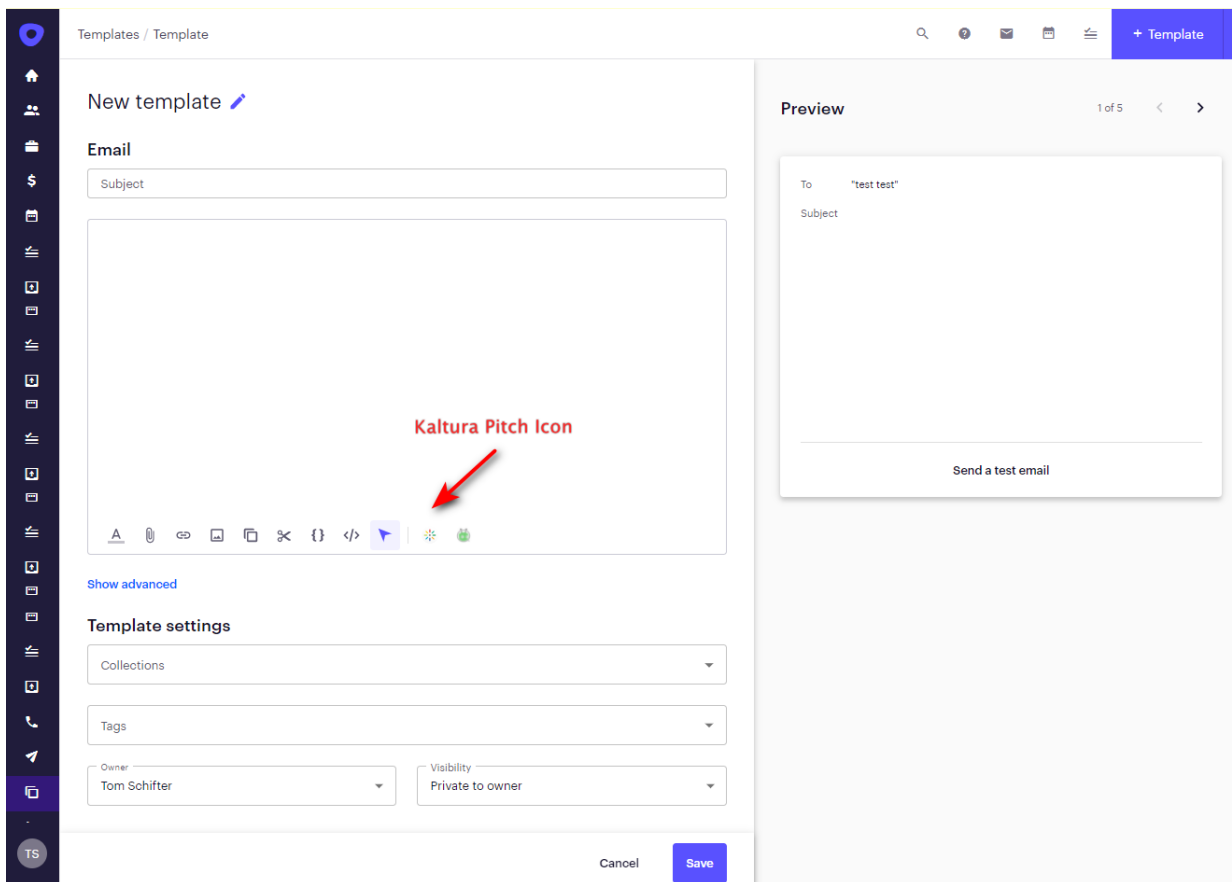 Templates / Template
+ Template
New template
Preview
1 of 5
Email
Subject
To "test test"
Subject
Kaltura Pitch Icon
Send a test email
Show advanced
Template settings
Collections
Tags
Owner
Tom Schifter
Visibility
Private to owner
TS
Cancel
Save